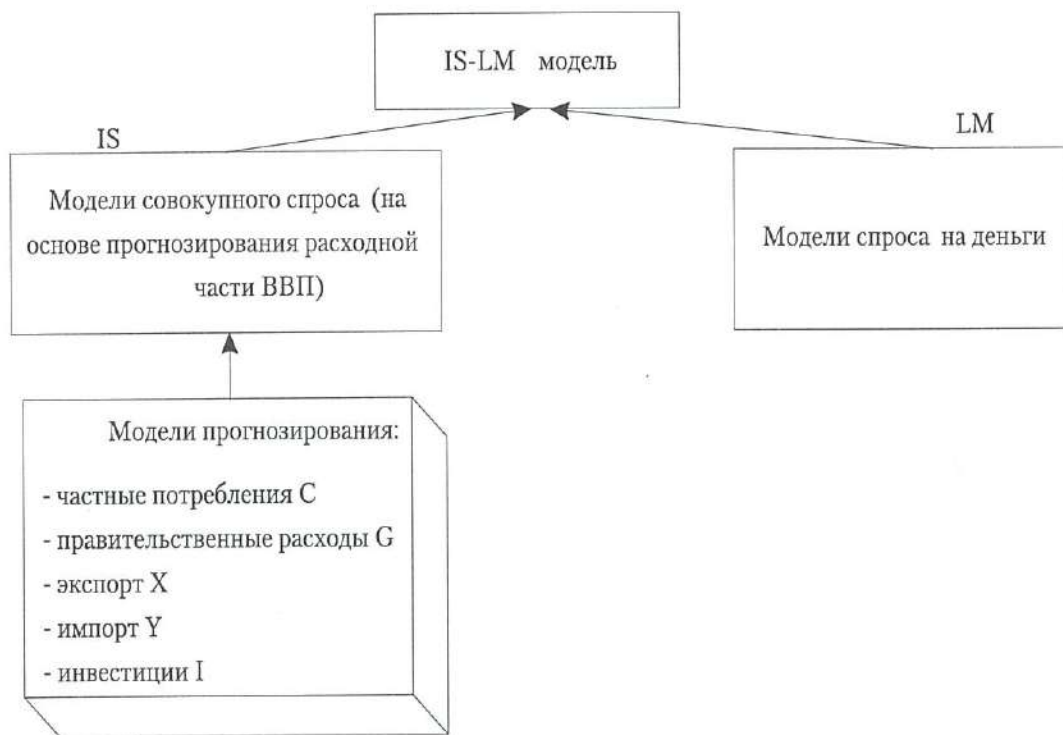 IS-LM модель
IS
LM
Модели совокупного спроса (на
основе прогнозирования расходной
части ВВП)
Модели спроса на деньги
Модели прогнозирования:
- частные потребления C
- правительственные расходы G
- экспорт X
- импорт Y
- инвестиции I